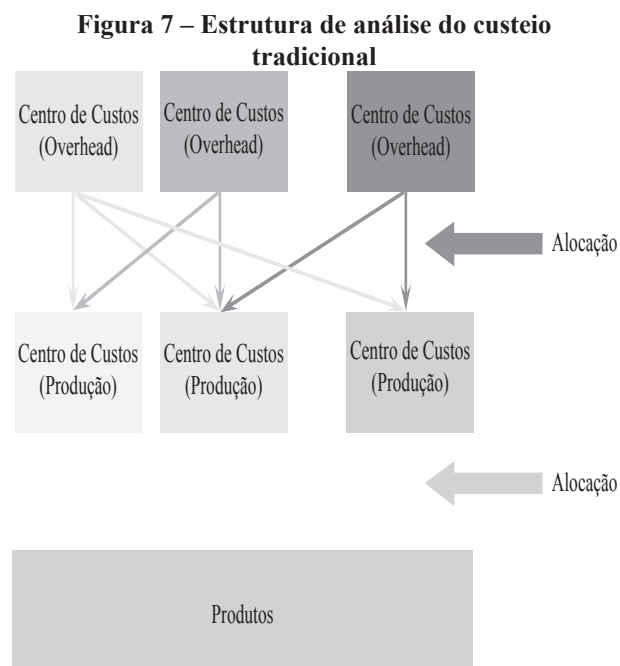 Figura 7 – Estrutura de análise do custeio
tradicional
Centro de Custos
(Overhead)
Centro de Custos
(Overhead)
Centro de Custos
(Overhead)
Alocação
Centro de Custos
(Produção)
Centro de Custos
(Produção)
Centro de Custos
(Produção)
Alocação
Produtos